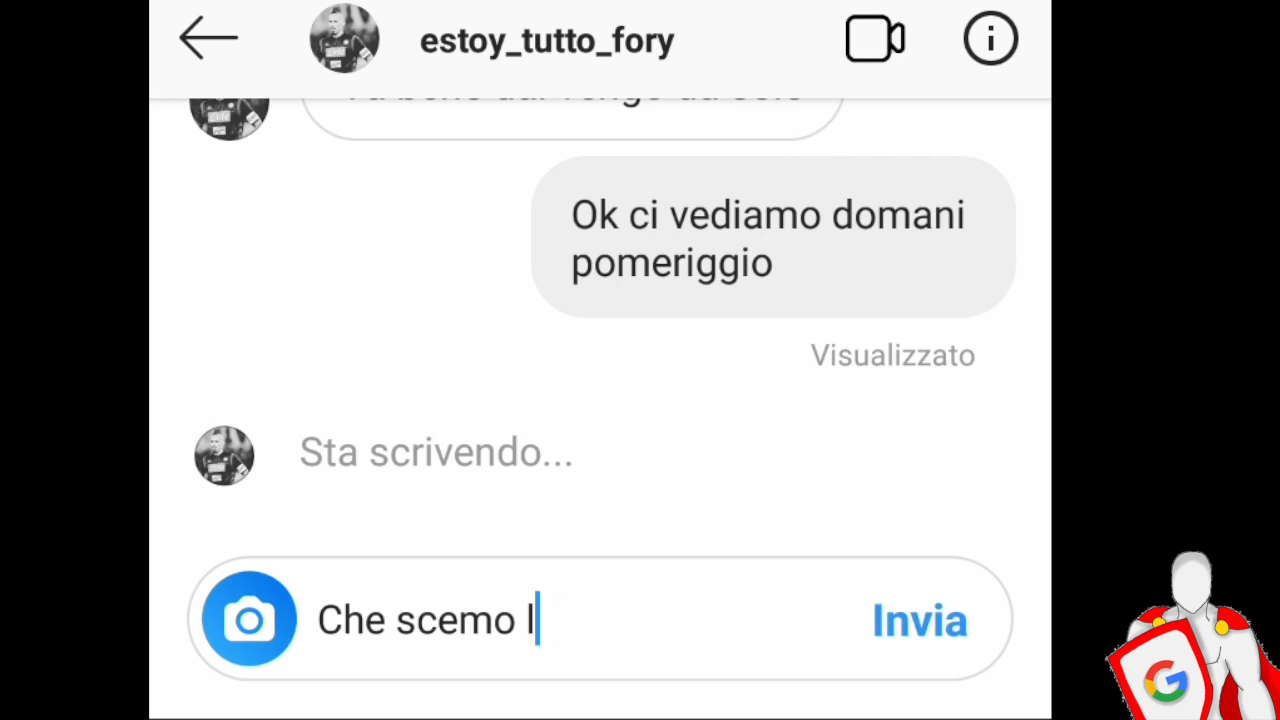 estoy_tutto_fory
Ok ci vediamo domani
pomeriggio
Visualizzato
Sta scrivendo...
Che scemo l
Invia